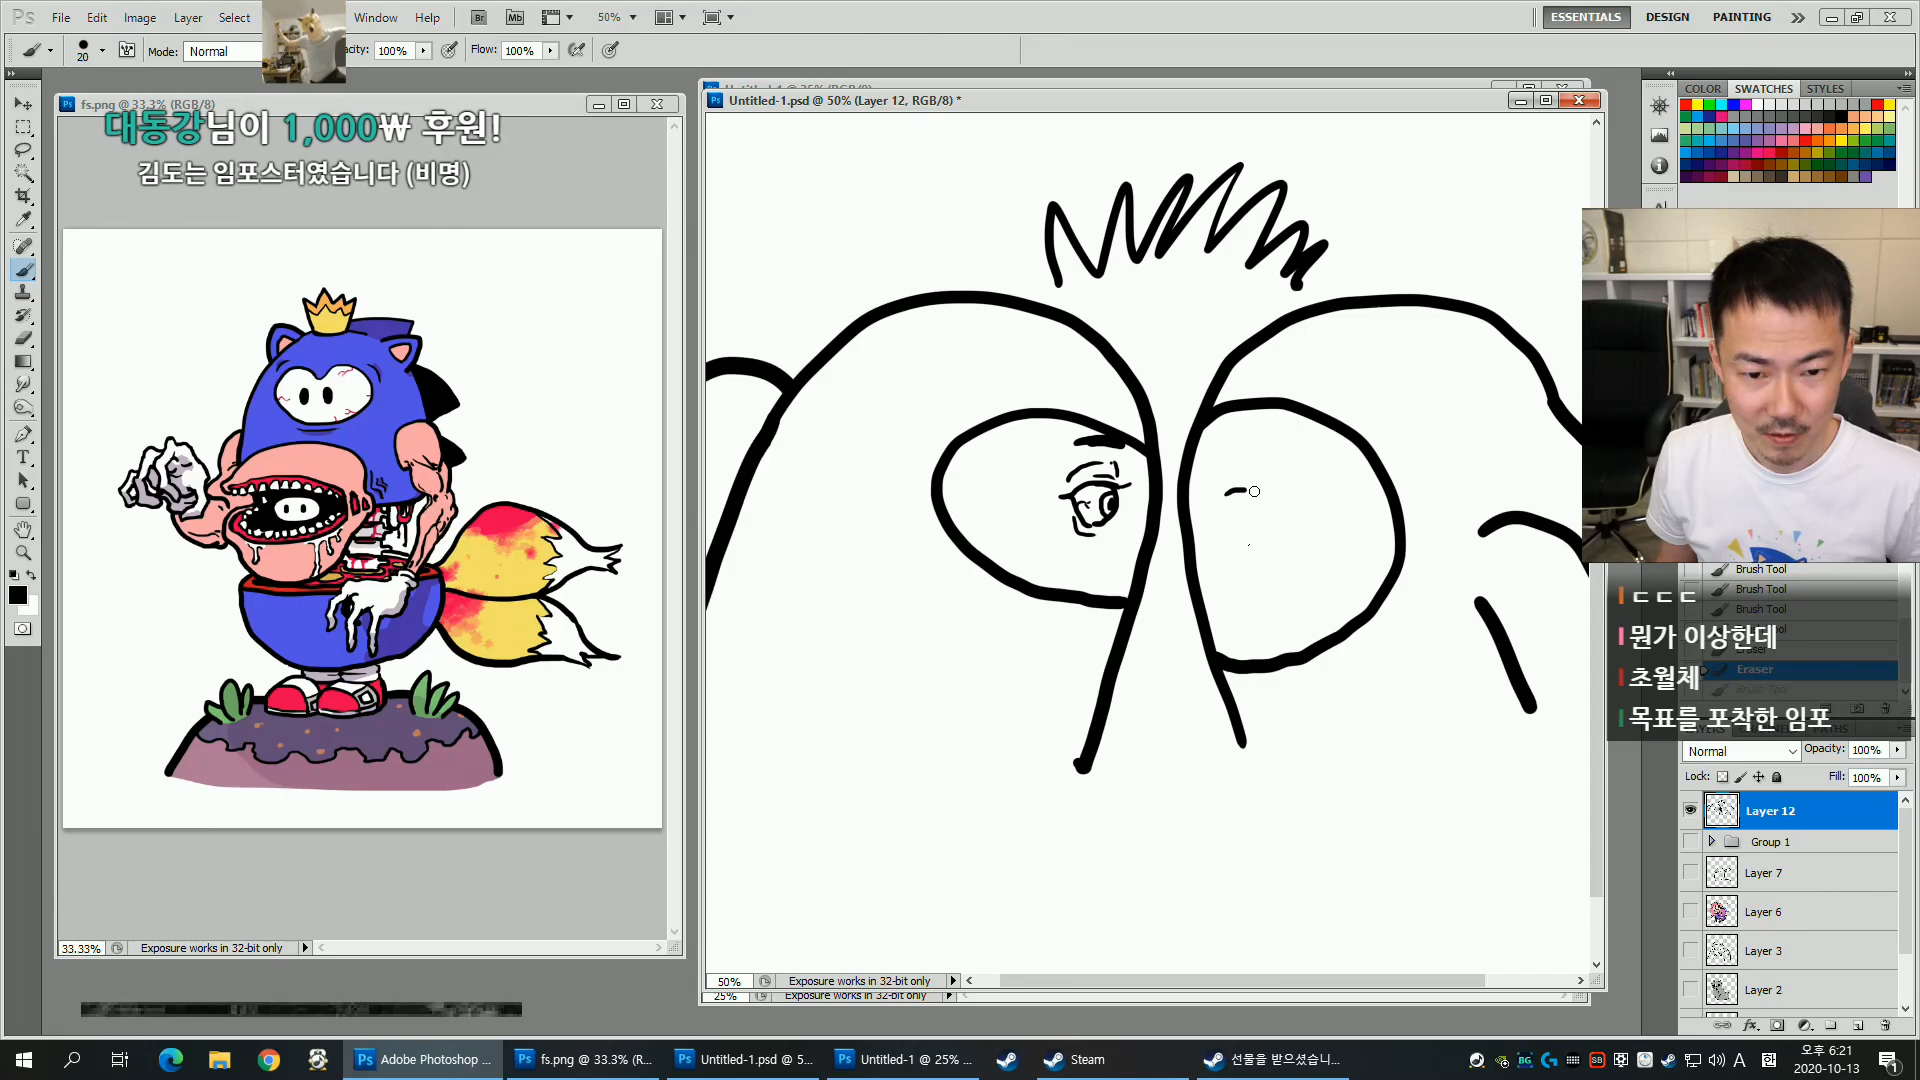 Ps File Edit Image Layer Select Window Help Br Mb 50% ESSENTIALS DESIGN PAINTING
20 Mode: Normal acity: 100% Flow: 100%
fs.png @ 33.3% (RGB/8)
대동강님이 1,000₩ 후원!
김도는 임포스터였습니다 (비명)
33.33% Exposure works in 32-bit only
Untitled-1.psd @ 50% (Layer 12, RGB/8) *
50% Exposure works in 32-bit only
25% Exposure works in 32-bit only
COLOR SWATCHES STYLES
Brush Tool
Brush Tool
Brush Tool
Eraser
Brush Tool
ㄷㄷㄷ
뭔가 이상한데
초월체
목표를 포착한 임포
Normal Opacity: 100%
Lock: Fill: 100%
Layer 12
Group 1
Layer 7
Layer 6
Layer 3
Layer 2
Adobe Photoshop ... fs.png @ 33.3% (R... Untitled-1.psd @ 5... Untitled-1 @ 25% ... Steam 선물을 받으셨습니...
A
오후 6:21
2020-10-13
1